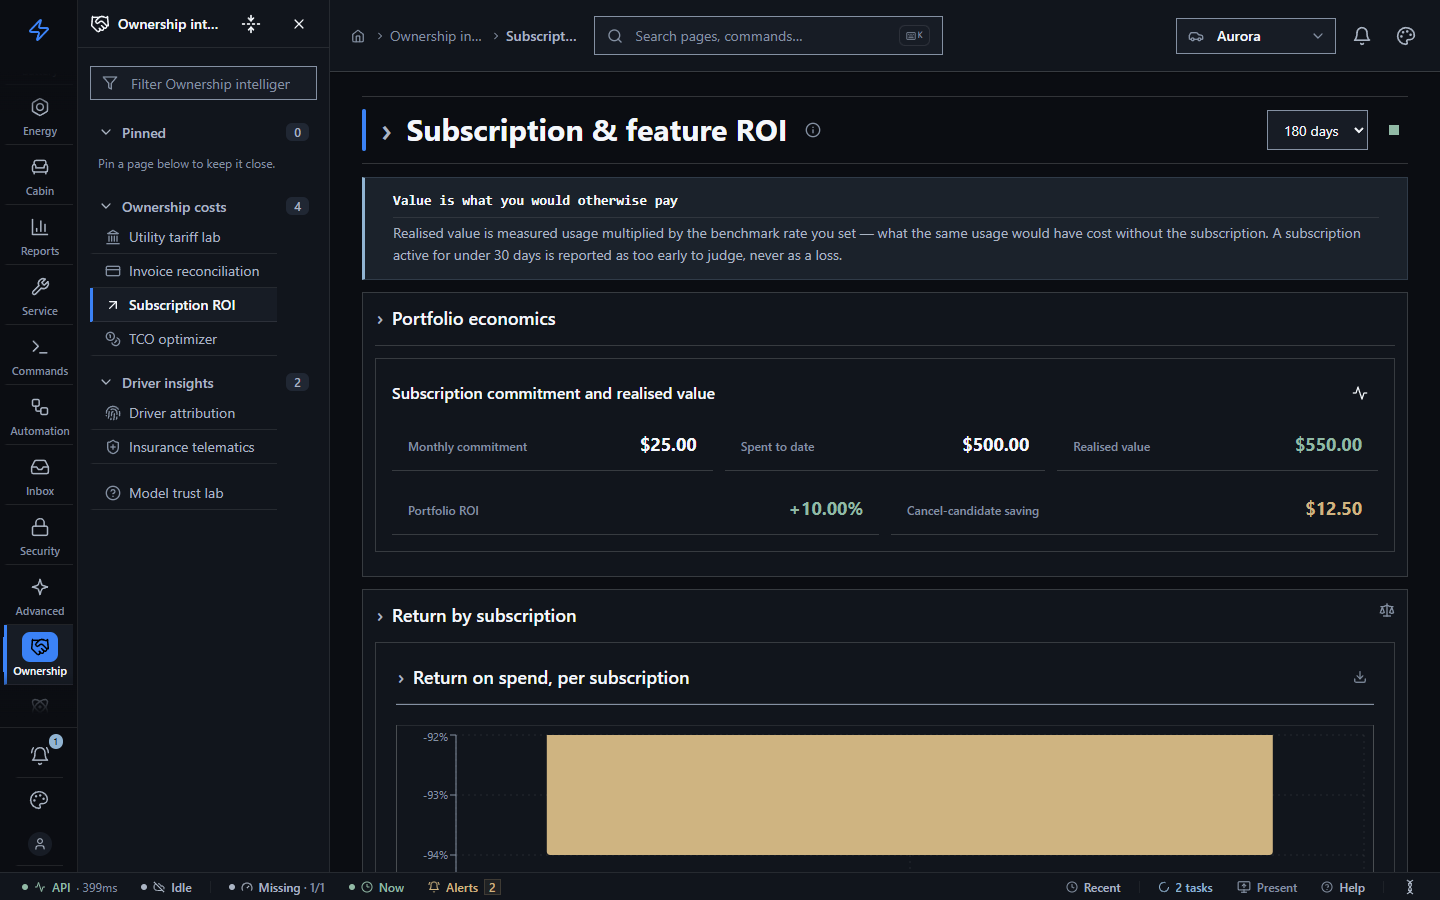 Ownership int...
Ownership in...
Subscript...
Search pages, commands...
K
Aurora
Filter Ownership intelliger
Pinned
0
Pin a page below to keep it close.
Ownership costs
4
Utility tariff lab
Invoice reconciliation
Subscription ROI
TCO optimizer
Driver insights
2
Driver attribution
Insurance telematics
Model trust lab
Energy
Cabin
Reports
Service
Commands
Automation
Inbox
Security
Advanced
Ownership
1
Subscription & feature ROI
180 days
Value is what you would otherwise pay
Realised value is measured usage multiplied by the benchmark rate you set — what the same usage would have cost without the subscription. A subscription
active for under 30 days is reported as too early to judge, never as a loss.
Portfolio economics
Subscription commitment and realised value
Monthly commitment
$25.00
Spent to date
$500.00
Realised value
$550.00
Portfolio ROI
+10.00%
Cancel-candidate saving
$12.50
Return by subscription
Return on spend, per subscription
-92%
-93%
-94%
API · 399ms
Idle
Missing · 1/1
Now
Alerts 2
Recent
2 tasks
Present
Help